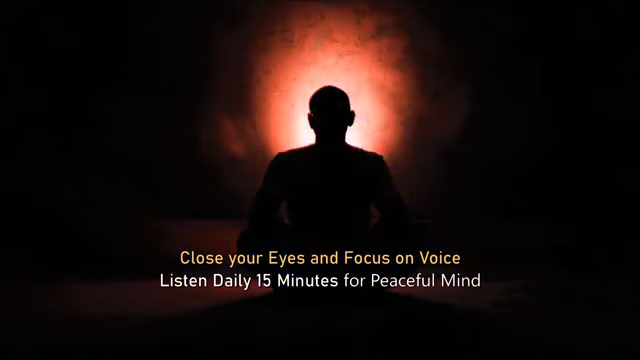 Close your Eyes and Focus on Voice
Listen Daily 15 Minutes for Peaceful Mind